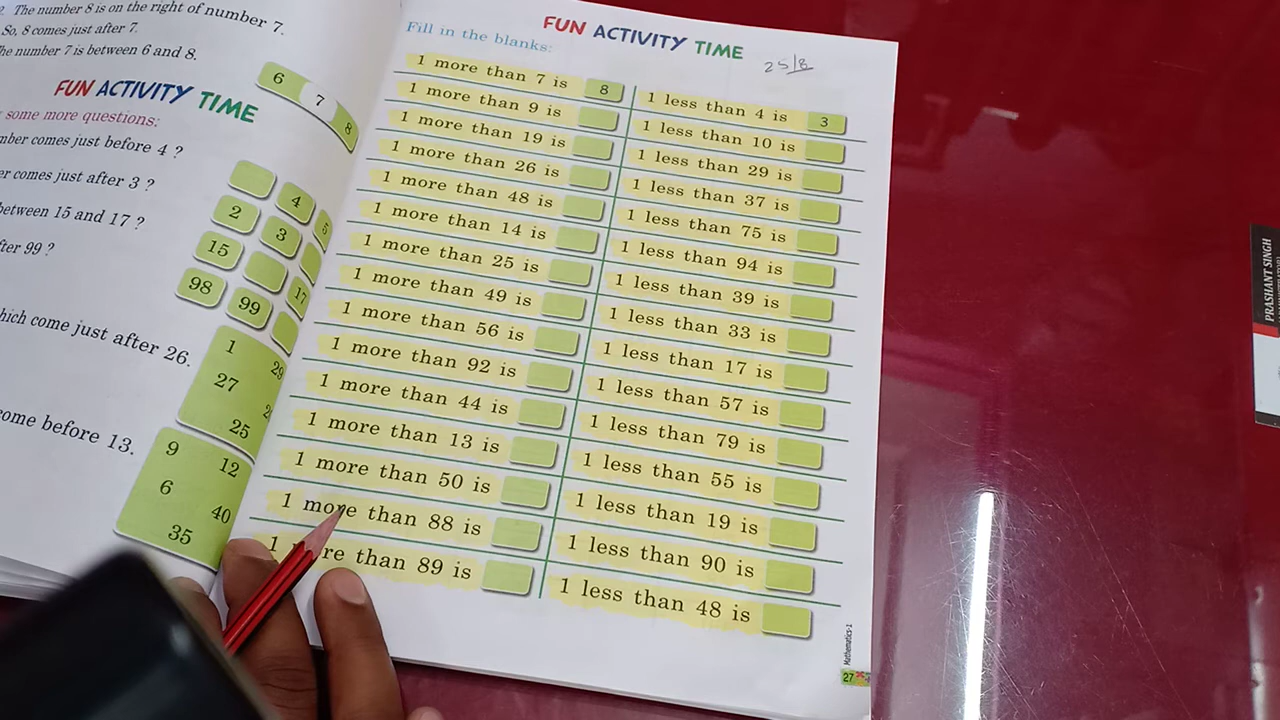 2. The number 8 is on the right of number 7.
So, 8 comes just after 7.
he number 7 is between 6 and 8.
6 7 8
FUN ACTIVITY TIME
some more questions:
mber comes just before 4 ?
4 5
er comes just after 3 ?
2 3
between 15 and 17 ?
15 17
fter 99 ?
98 99
hich come just after 26.
1 29
27
25
ome before 13.
9 12
6 40
35
FUN ACTIVITY TIME
25/8
Fill in the blanks:
1 more than 7 is 8
1 more than 9 is
1 more than 19 is
1 more than 26 is
1 more than 48 is
1 more than 14 is
1 more than 25 is
1 more than 49 is
1 more than 56 is
1 more than 92 is
1 more than 44 is
1 more than 13 is
1 more than 50 is
1 more than 88 is
1 more than 89 is
1 less than 4 is 3
1 less than 10 is
1 less than 29 is
1 less than 37 is
1 less than 75 is
1 less than 94 is
1 less than 39 is
1 less than 33 is
1 less than 17 is
1 less than 57 is
1 less than 79 is
1 less than 55 is
1 less than 19 is
1 less than 90 is
1 less than 48 is
Mathematics-1
27
PRASHANT SINGH